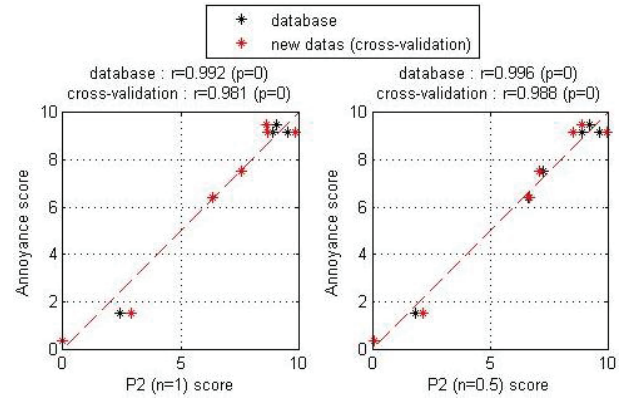 database
new datas (cross-validation)
database : r=0.992 (p=0)
cross-validation : r=0.981 (p=0)
10
8
6
4
2
0
Annoyance score
0 5 10
P2 (n=1) score
database : r=0.996 (p=0)
cross-validation : r=0.988 (p=0)
10
8
6
4
2
0
Annoyance score
0 5 10
P2 (n=0.5) score